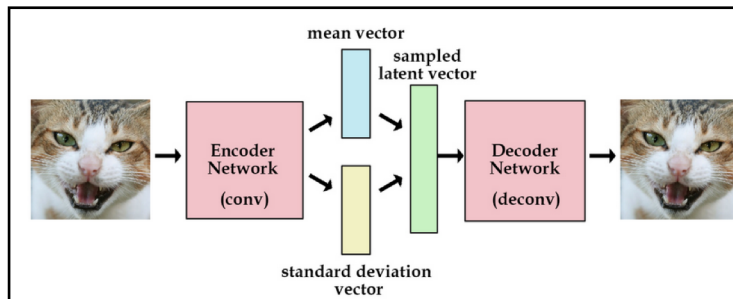 mean vector
sampled
latent vector
Encoder
Network
(conv)
Decoder
Network
(deconv)
standard deviation
vector